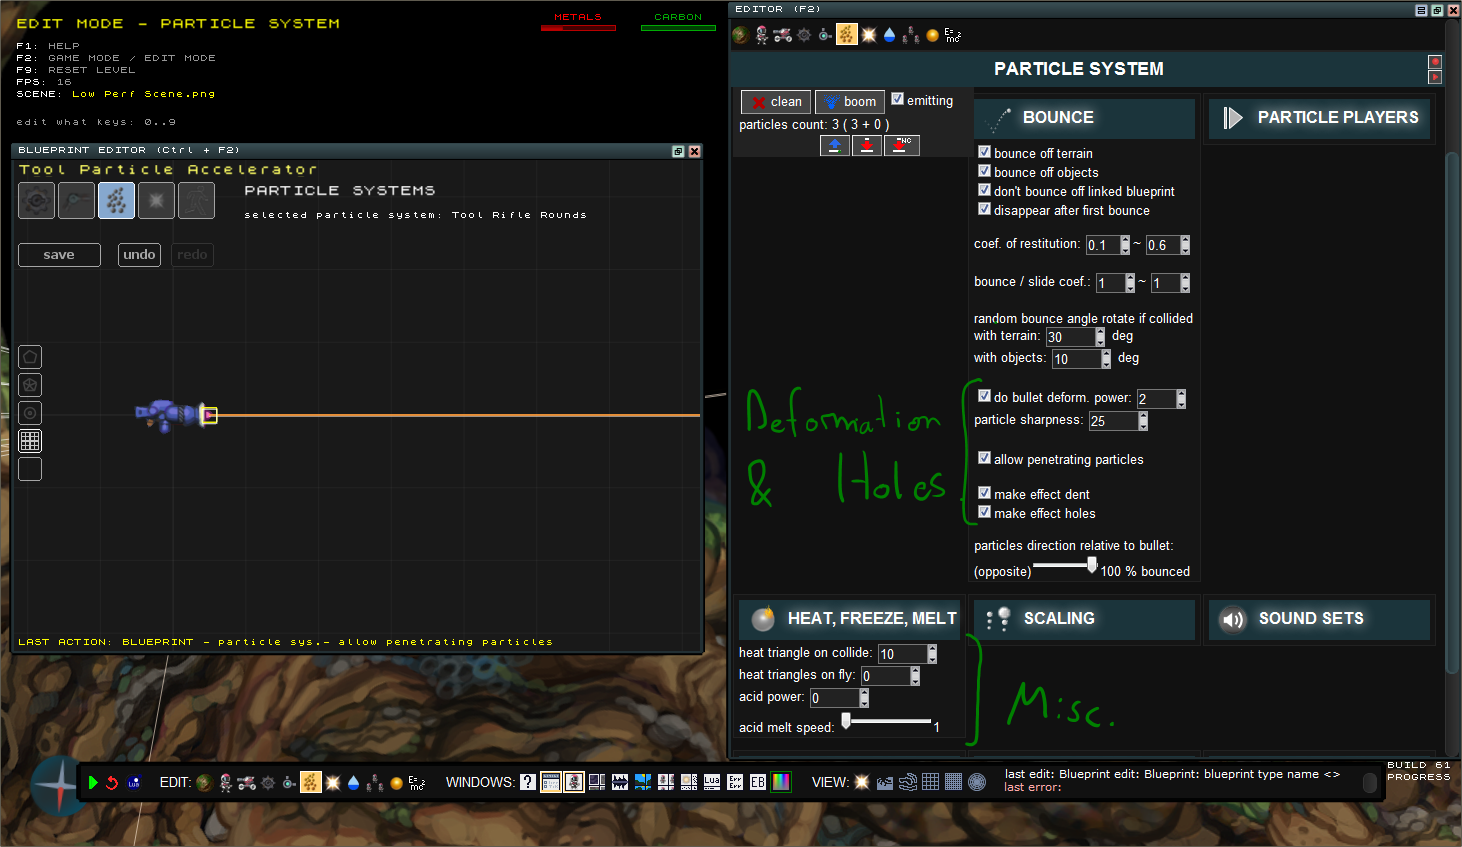 EDIT MODE - PARTICLE SYSTEM
METALS
CARBON
F1: HELP
F2: GAME MODE / EDIT MODE
F9: RESET LEVEL
FPS: 16
SCENE: Low Perf Scene.png
edit what keys: 0..9
BLUEPRINT EDITOR (Ctrl + F2)
Tool Particle Accelerator
PARTICLE SYSTEMS
selected particle system: Tool Rifle Rounds
save
undo
redo
LAST ACTION: BLUEPRINT - particle sys.- allow penetrating particles
EDITOR (F2)
E=mc²
PARTICLE SYSTEM
clean
boom
emitting
particles count: 3 ( 3 + 0 )
NC
BOUNCE
bounce off terrain
bounce off objects
don't bounce off linked blueprint
disappear after first bounce
coef. of restitution: 0.1 ~ 0.6
bounce / slide coef.: 1 ~ 1
random bounce angle rotate if collided
with terrain: 30 deg
with objects: 10 deg
do bullet deform. power: 2
particle sharpness: 25
allow penetrating particles
make effect dent
make effect holes
particles direction relative to bullet:
(opposite) 100 % bounced
PARTICLE PLAYERS
Deformation
& Holes
HEAT, FREEZE, MELT
heat triangle on collide: 10
heat triangles on fly: 0
acid power: 0
acid melt speed: 1
SCALING
SOUND SETS
Misc.
EDIT:
E=mc²
WINDOWS:
?
Lua
Err
EB
VIEW:
last edit: Blueprint edit: Blueprint: blueprint type name <>
last error:
BUILD 61
PROGRESS